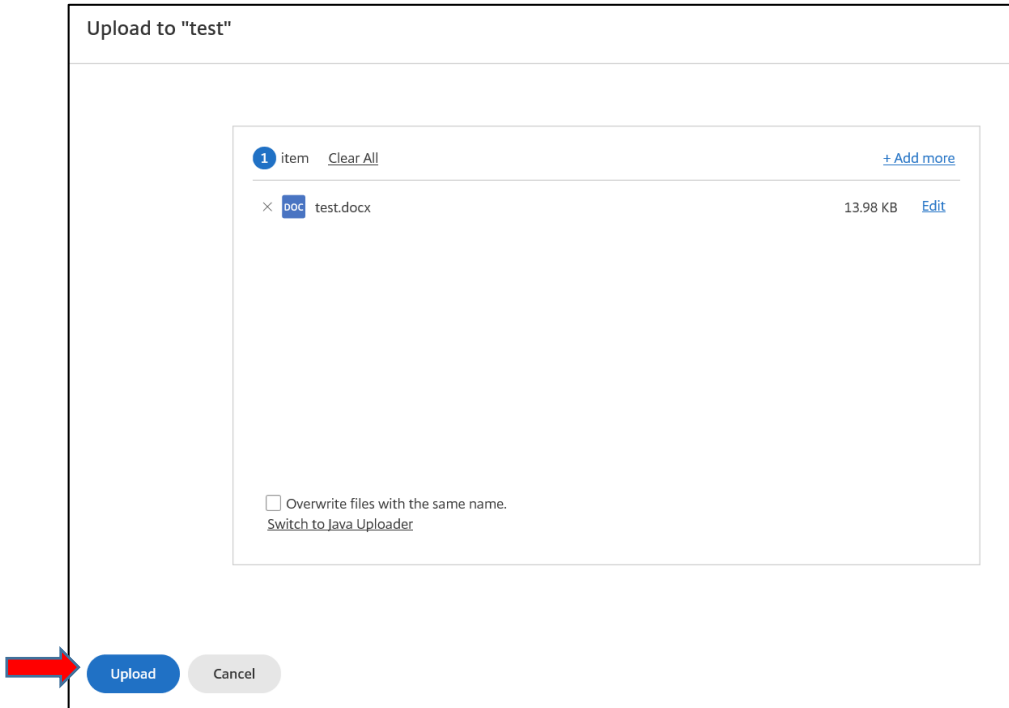 Upload to "test"
1 item Clear All + Add more
DOC test.docx 13.98 KB Edit
Overwrite files with the same name.
Switch to Java Uploader
Upload Cancel